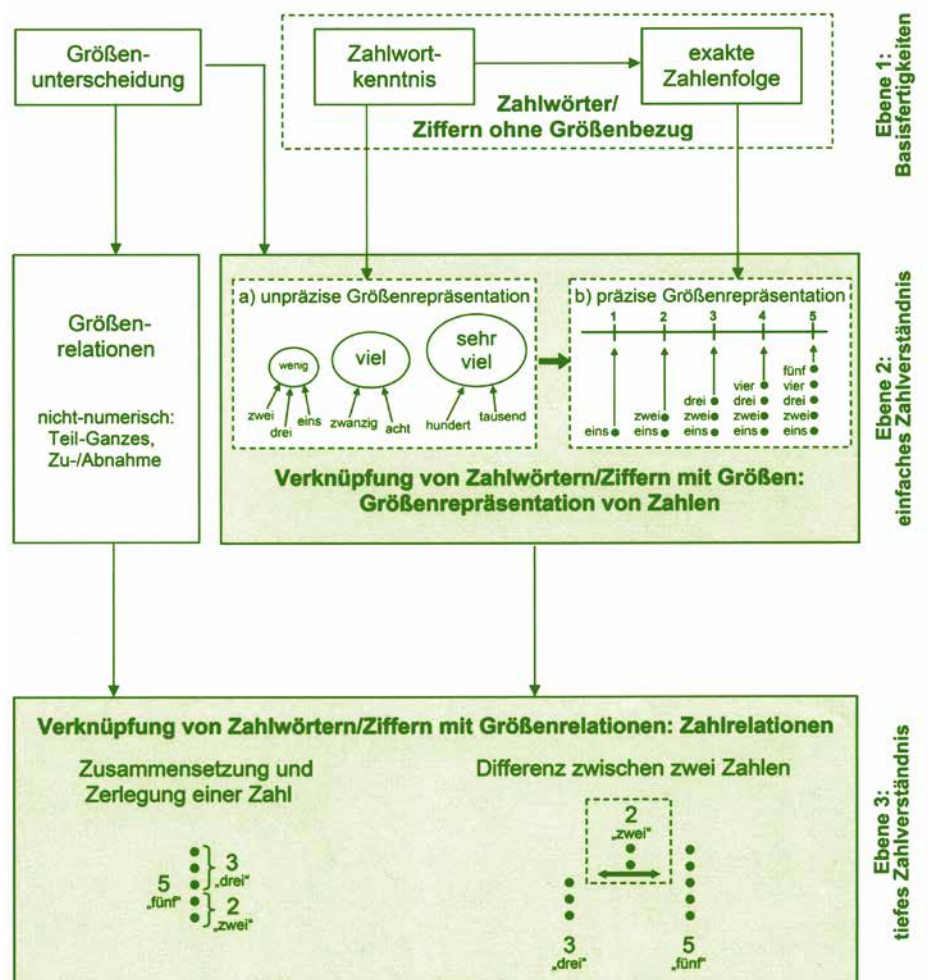 Größen-
unterscheidung
Zahlwort-
kenntnis
exakte
Zahlenfolge
Zahlwörter/
Ziffern ohne Größenbezug
Ebene 1:
Basisfertigkeiten
Größen-
relationen
nicht-numerisch:
Teil-Ganzes,
Zu-/Abnahme
a) unpräzise Größenrepräsentation
wenig
viel
sehr
viel
zwei
drei
eins
zwanzig
acht
hundert
tausend
b) präzise Größenrepräsentation
1 2 3 4 5
fünf
vier vier
drei drei drei
zwei zwei zwei zwei
eins eins eins eins eins
Verknüpfung von Zahlwörtern/Ziffern mit Größen:
Größenrepräsentation von Zahlen
Ebene 2:
einfaches Zahlverständnis
Verknüpfung von Zahlwörtern/Ziffern mit Größenrelationen: Zahlrelationen
Zusammensetzung und
Zerlegung einer Zahl
5
„fünf“
3
„drei“
2
„zwei“
Differenz zwischen zwei Zahlen
2
„zwei“
3
„drei“
5
„fünf“
Ebene 3:
tiefes Zahlverständnis